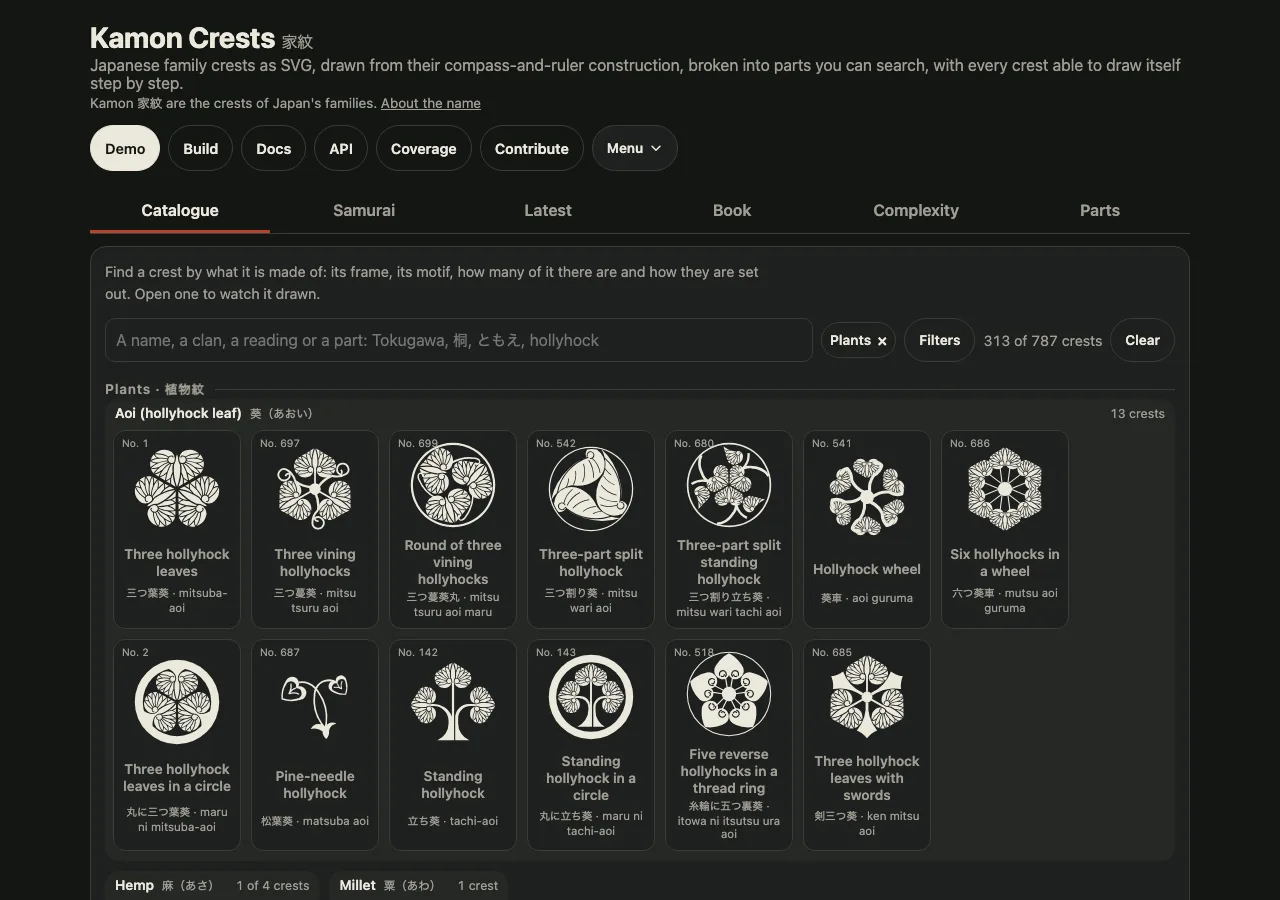 Kamon Crests 家紋
Japanese family crests as SVG, drawn from their compass-and-ruler construction, broken into parts you can search, with every crest able to draw itself
step by step.
Kamon 家紋 are the crests of Japan's families. About the name
Demo Build Docs API Coverage Contribute Menu
Catalogue Samurai Latest Book Complexity Parts
Find a crest by what it is made of: its frame, its motif, how many of it there are and how they are set
out. Open one to watch it drawn.
A name, a clan, a reading or a part: Tokugawa, 桐, ともえ, hollyhock
Plants × Filters 313 of 787 crests Clear
Plants · 植物紋
Aoi (hollyhock leaf) 葵（あおい） 13 crests
No. 1
Three hollyhock
leaves
三つ葉葵 · mitsuba-
aoi
No. 697
Three vining
hollyhocks
三つ蔓葵 · mitsu
tsuru aoi
No. 699
Round of three
vining
hollyhocks
三つ蔓葵丸 · mitsu
tsuru aoi maru
No. 542
Three-part split
hollyhock
三つ割り葵 · mitsu
wari aoi
No. 680
Three-part split
standing
hollyhock
三つ割り立ち葵 ·
mitsu wari tachi aoi
No. 541
Hollyhock wheel
葵車 · aoi guruma
No. 686
Six hollyhocks in
a wheel
六つ葵車 · mutsu aoi
guruma
No. 2
Three hollyhock
leaves in a circle
丸に三つ葉葵 · maru
ni mitsuba-aoi
No. 687
Pine-needle
hollyhock
松葉葵 · matsuba aoi
No. 142
Standing
hollyhock
立ち葵 · tachi-aoi
No. 143
Standing
hollyhock in a
circle
丸に立ち葵 · maru ni
tachi-aoi
No. 518
Five reverse
hollyhocks in a
thread ring
糸輪に五つ裏葵 ·
itowa ni itsutsu ura
aoi
No. 685
Three hollyhock
leaves with
swords
剣三つ葵 · ken mitsu
aoi
Hemp 麻（あさ） 1 of 4 crests Millet 粟（あわ） 1 crest